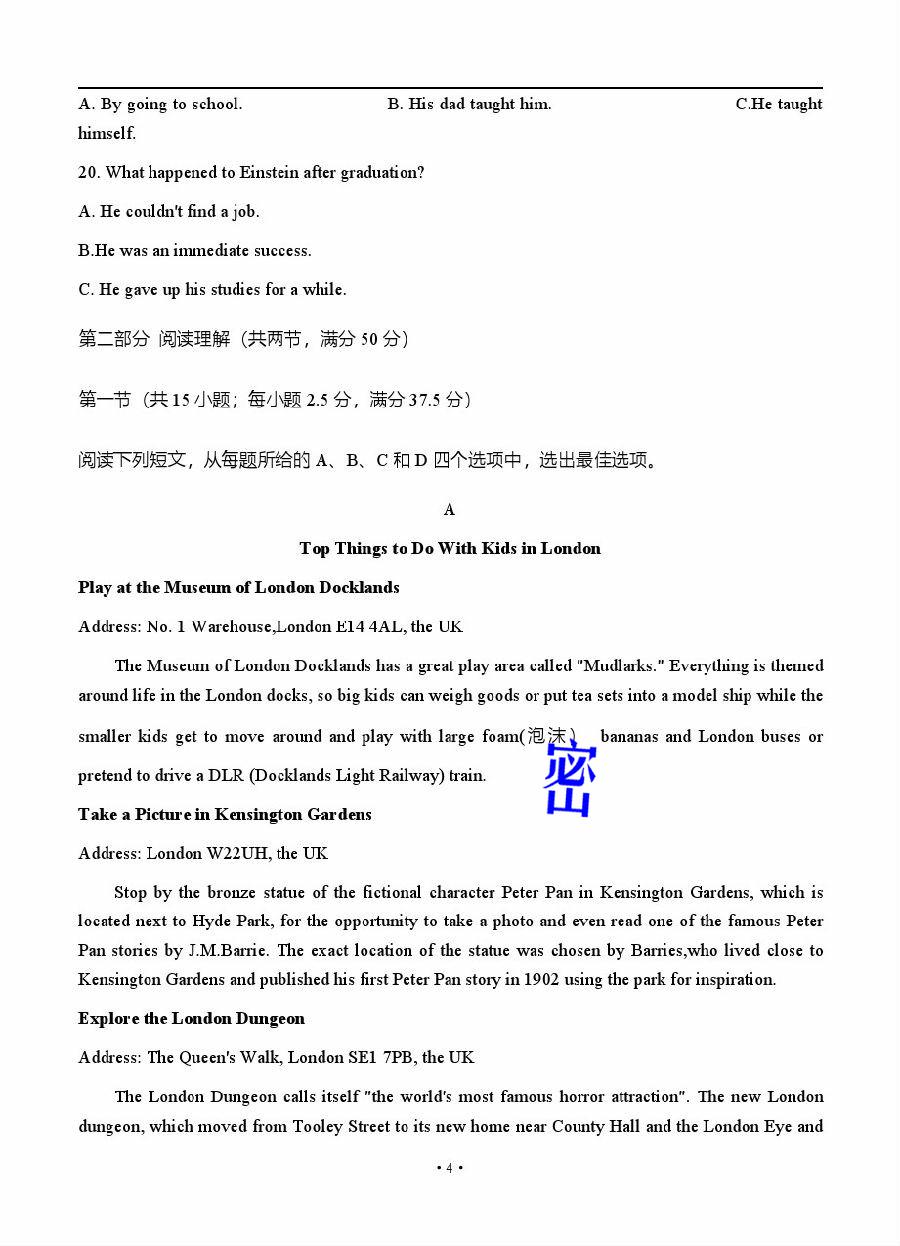 A. By going to school. B. His dad taught him. C.He taught
himself.
20. What happened to Einstein after graduation?
A. He couldn't find a job.
B.He was an immediate success.
C. He gave up his studies for a while.
第二部分 阅读理解（共两节，满分 50 分）
第一节（共 15 小题；每小题 2.5 分，满分 37.5 分）
阅读下列短文，从每题所给的 A、B、C 和 D 四个选项中，选出最佳选项。
A
Top Things to Do With Kids in London
Play at the Museum of London Docklands
Address: No. 1 Warehouse,London E14 4AL, the UK
The Museum of London Docklands has a great play area called "Mudlarks." Everything is themed
around life in the London docks, so big kids can weigh goods or put tea sets into a model ship while the
smaller kids get to move around and play with large foam(泡沫） bananas and London buses or
密
pretend to drive a DLR (Docklands Light Railway) train.
Take a Picture in Kensington Gardens
Address: London W22UH, the UK
Stop by the bronze statue of the fictional character Peter Pan in Kensington Gardens, which is
located next to Hyde Park, for the opportunity to take a photo and even read one of the famous Peter
Pan stories by J.M.Barrie. The exact location of the statue was chosen by Barries,who lived close to
Kensington Gardens and published his first Peter Pan story in 1902 using the park for inspiration.
Explore the London Dungeon
Address: The Queen's Walk, London SE1 7PB, the UK
The London Dungeon calls itself "the world's most famous horror attraction". The new London
dungeon, which moved from Tooley Street to its new home near County Hall and the London Eye and
• 4 •